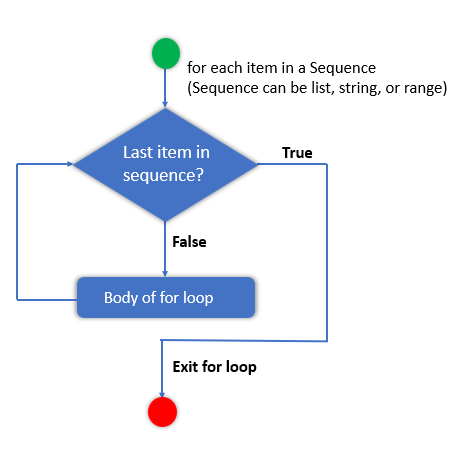 for each item in a Sequence
(Sequence can be list, string, or range)
Last item in
sequence?
True
False
Body of for loop
Exit for loop